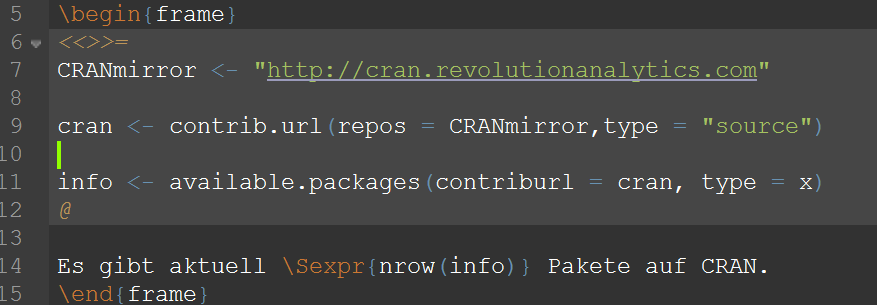 5 \begin{frame}
6 <<>>=
7 CRANmirror <- "http://cran.revolutionanalytics.com"
8
9 cran <- contrib.url(repos = CRANmirror,type = "source")
10
11 info <- available.packages(contriburl = cran, type = x)
12 @
13
14 Es gibt aktuell \Sexpr{nrow(info)} Pakete auf CRAN.
15 \end{frame}